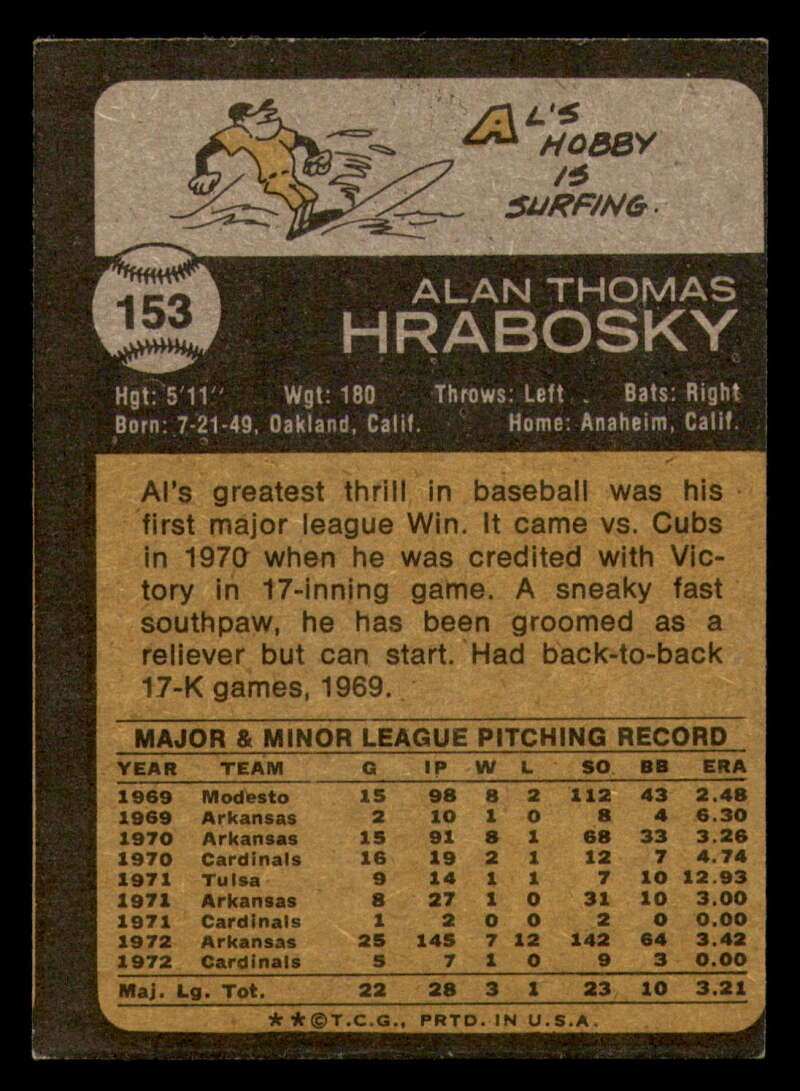 AL'S
HOBBY
IS
SURFING.
153
ALAN THOMAS
HRABOSKY
Hgt: 5'11" Wgt: 180 Throws: Left Bats: Right
Born: 7-21-49, Oakland, Calif. Home: Anaheim, Calif.
Al's greatest thrill in baseball was his
first major league Win. It came vs. Cubs
in 1970 when he was credited with Vic-
tory in 17-inning game. A sneaky fast
southpaw, he has been groomed as a
reliever but can start. Had back-to-back
17-K games, 1969.
MAJOR & MINOR LEAGUE PITCHING RECORD
YEAR TEAM G IP W L SO BB ERA
1969 Modesto 15 98 8 2 112 43 2.48
1969 Arkansas 2 10 1 0 8 4 6.30
1970 Arkansas 15 91 8 1 68 33 3.26
1970 Cardinals 16 19 2 1 12 7 4.74
1971 Tulsa 9 14 1 1 7 10 12.93
1971 Arkansas 8 27 1 0 31 10 3.00
1971 Cardinals 1 2 0 0 2 0 0.00
1972 Arkansas 25 145 7 12 142 64 3.42
1972 Cardinals 5 7 1 0 9 3 0.00
Maj. Lg. Tot. 22 28 3 1 23 10 3.21
**©T.C.G., PRTD. IN U.S.A.